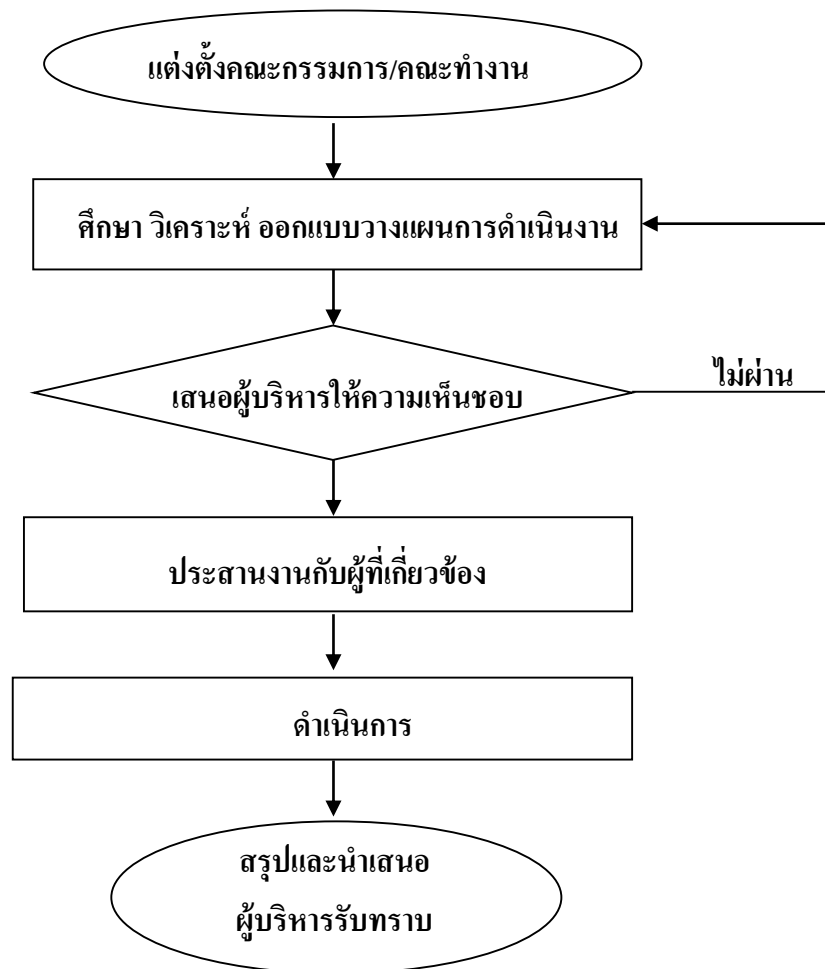 แต่งตั้งคณะกรรมการ/คณะทำงาน
ศึกษา วิเคราะห์ ออกแบบวางแผนการดำเนินงาน
ไม่ผ่าน
เสนอผู้บริหารให้ความเห็นชอบ
ประสานงานกับผู้ที่เกี่ยวข้อง
ดำเนินการ
สรุปและนำเสนอ
ผู้บริหารรับทราบ